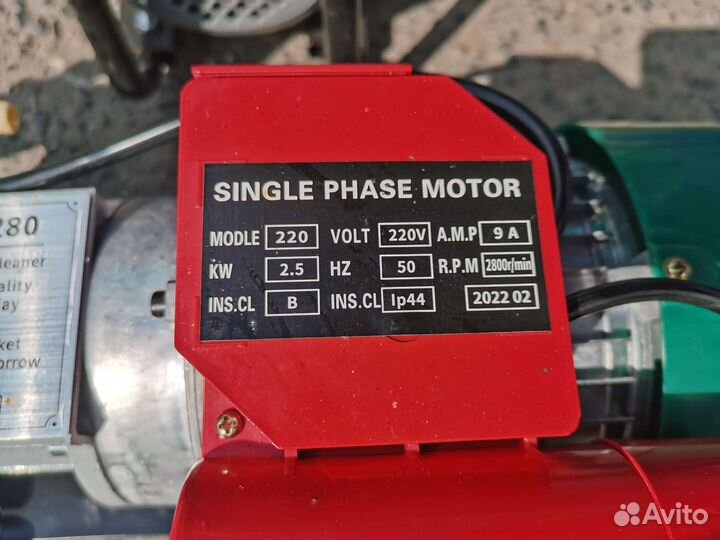 SINGLE PHASE MOTOR
MODLE 220 VOLT 220V A.M.P 9 A
KW 2.5 HZ 50 R.P.M 2800r/min
INS.CL B INS.CL Ip44 2022 02
280
leaner
ality
lay
ket
orrow
Avito